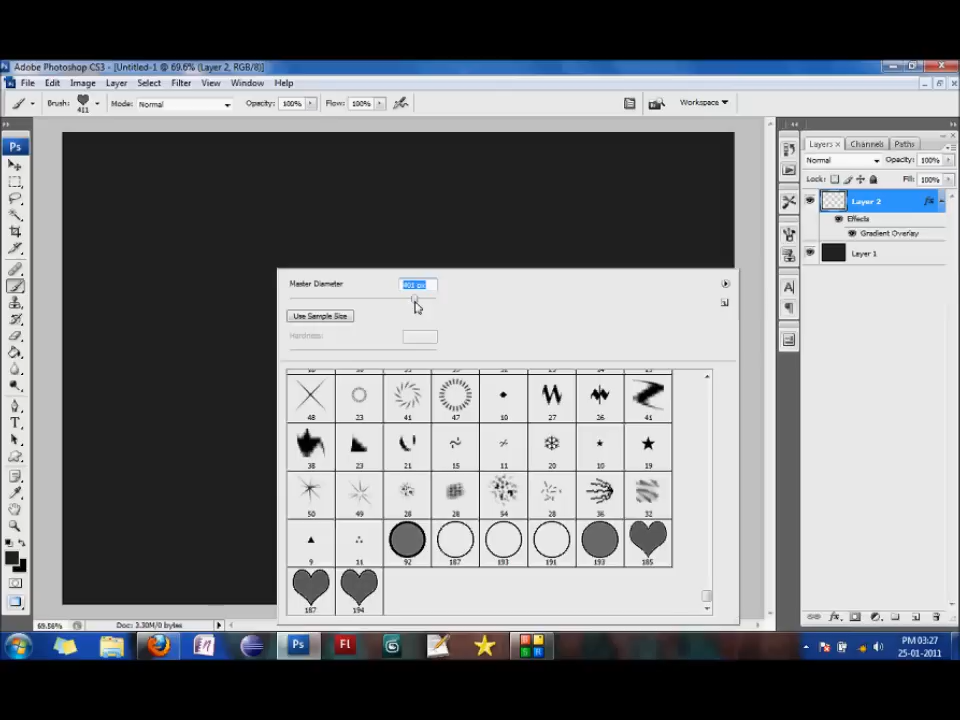 Adobe Photoshop CS3 - [Untitled-1 @ 69.6% (Layer 2, RGB/8)]
File Edit Image Layer Select Filter View Window Help
Brush: 411 Mode: Normal Opacity: 100% Flow: 100% Workspace
Ps
Layers x Channels Paths
Normal Opacity: 100%
Lock: Fill: 100%
Layer 2 fx
Effects
Gradient Overlay
Layer 1
Master Diameter
Use Sample Size
Hardness:
48 23 41 47 10 27 26 41
38 23 21 15 11 20 10 19
50 49 28 28 54 28 36 32
9 11 92 187 193 191 193 185
187 194
69.56% Doc: 3.30M/0 bytes
Ps Fl PM 03:27
25-01-2011